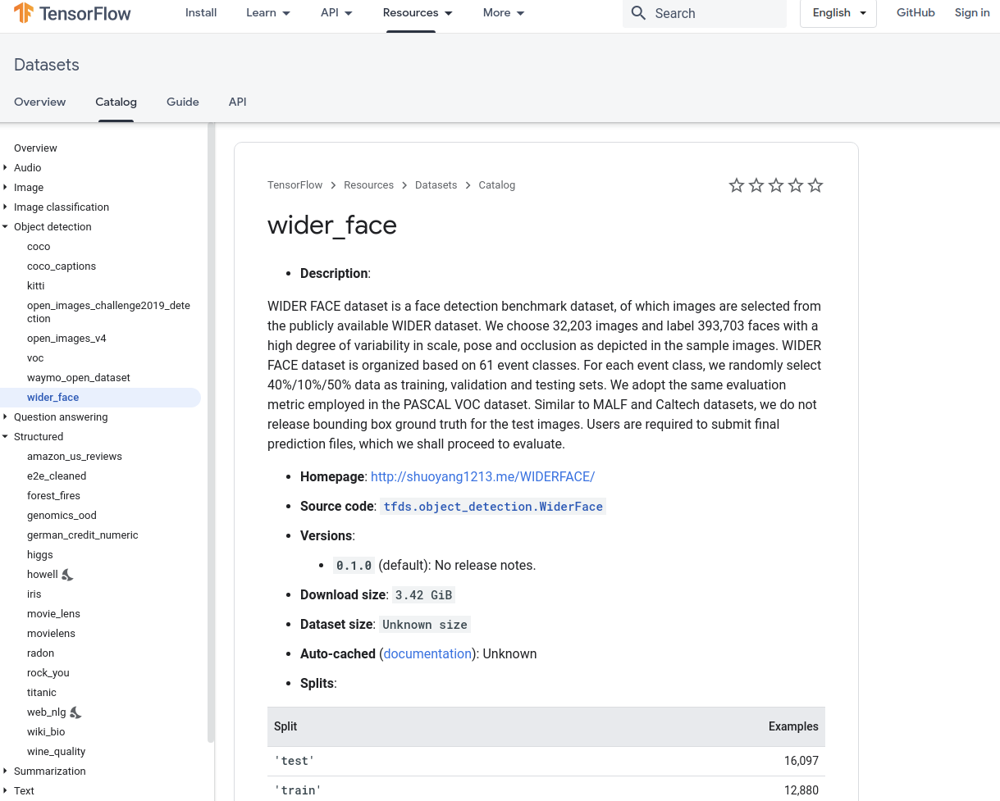 TensorFlow
Install
Learn
API
Resources
More
Search
English
GitHub
Sign in
Datasets
Overview
Catalog
Guide
API
Overview
Audio
Image
Image classification
Object detection
coco
coco_captions
kitti
open_images_challenge2019_dete
ction
open_images_v4
voc
waymo_open_dataset
wider_face
Question answering
Structured
amazon_us_reviews
e2e_cleaned
forest_fires
genomics_ood
german_credit_numeric
higgs
howell
iris
movie_lens
movielens
radon
rock_you
titanic
web_nlg
wiki_bio
wine_quality
Summarization
Text
TensorFlow > Resources > Datasets > Catalog
wider_face
• Description:
WIDER FACE dataset is a face detection benchmark dataset, of which images are selected from
the publicly available WIDER dataset. We choose 32,203 images and label 393,703 faces with a
high degree of variability in scale, pose and occlusion as depicted in the sample images. WIDER
FACE dataset is organized based on 61 event classes. For each event class, we randomly select
40%/10%/50% data as training, validation and testing sets. We adopt the same evaluation
metric employed in the PASCAL VOC dataset. Similar to MALF and Caltech datasets, we do not
release bounding box ground truth for the test images. Users are required to submit final
prediction files, which we shall proceed to evaluate.
• Homepage: http://shuoyang1213.me/WIDERFACE/
• Source code: tfds.object_detection.WiderFace
• Versions:
• 0.1.0 (default): No release notes.
• Download size: 3.42 GiB
• Dataset size: Unknown size
• Auto-cached (documentation): Unknown
• Splits:
Split Examples
'test' 16,097
'train' 12,880